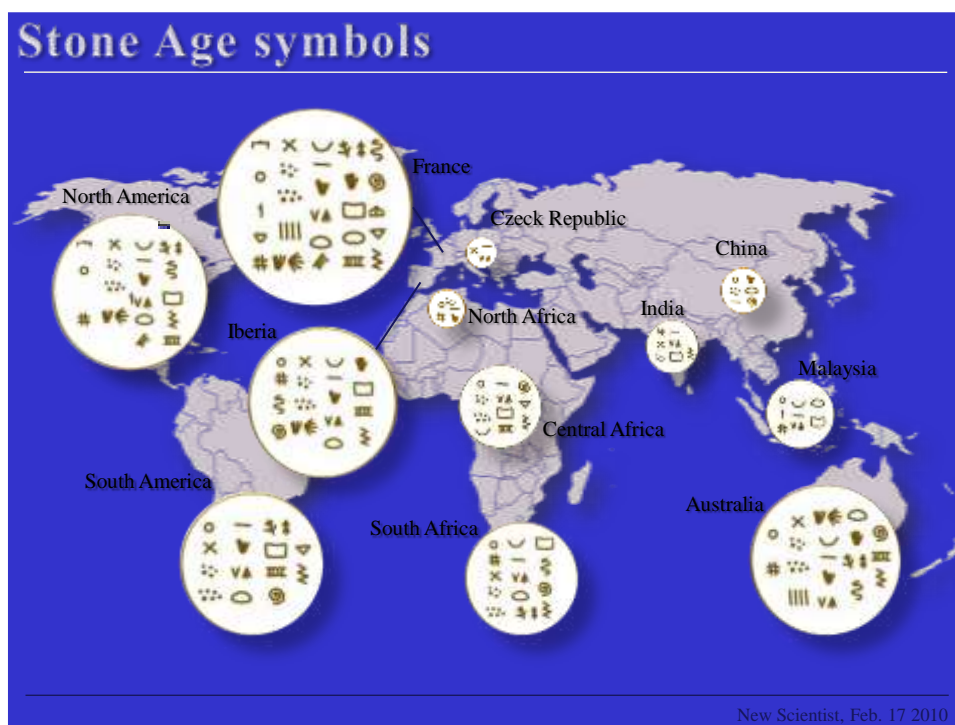 Stone Age symbols
France
North America
Czeck Republic
China
India
North Africa
Iberia
Malaysia
Central Africa
South America
Australia
South Africa
New Scientist, Feb. 17 2010